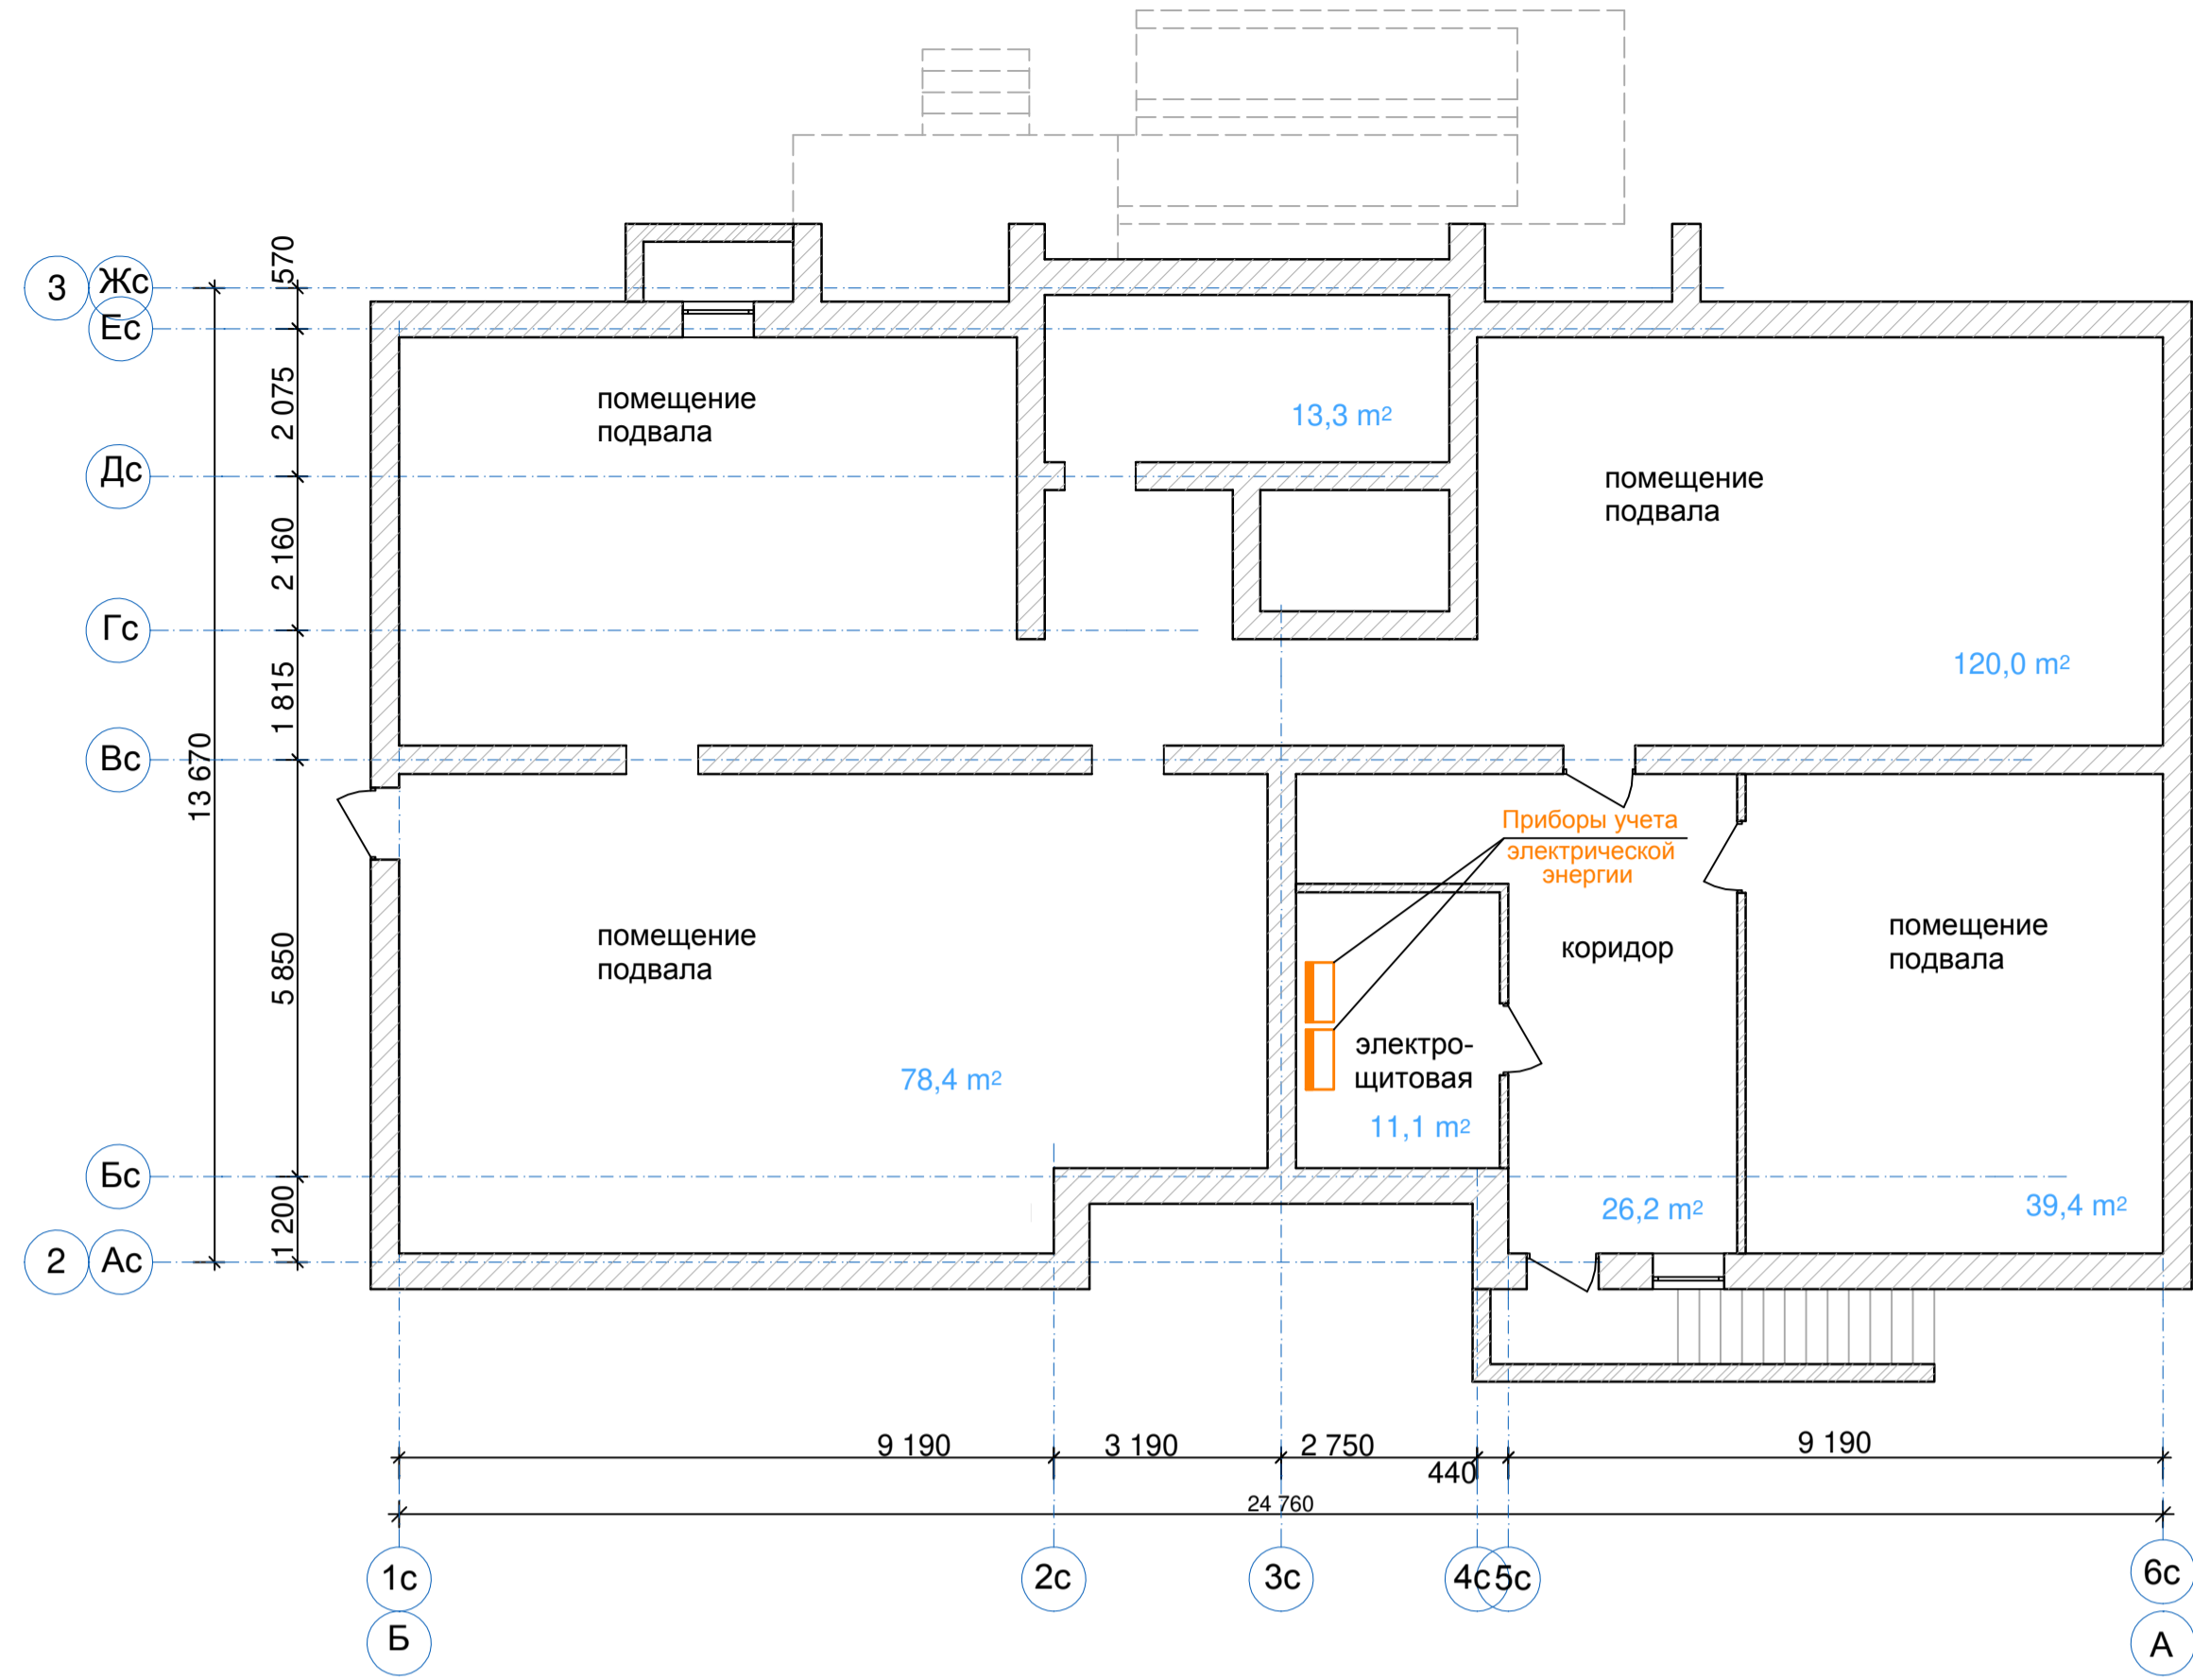 3
Жс
570
Ес
помещение
подвала
2 075
13,3 m²
Дс
помещение
подвала
2 160
Гс
120,0 m²
1 815
Вс
13 670
Приборы учета
электрической
энергии
помещение
подвала
помещение
подвала
коридор
5 850
электро-
щитовая
78,4 m²
11,1 m²
Бс
26,2 m²
39,4 m²
1 200
2
Ас
9 190
3 190
2 750
440
9 190
24 760
1с
2с
3с
4с
5с
6с
Б
А